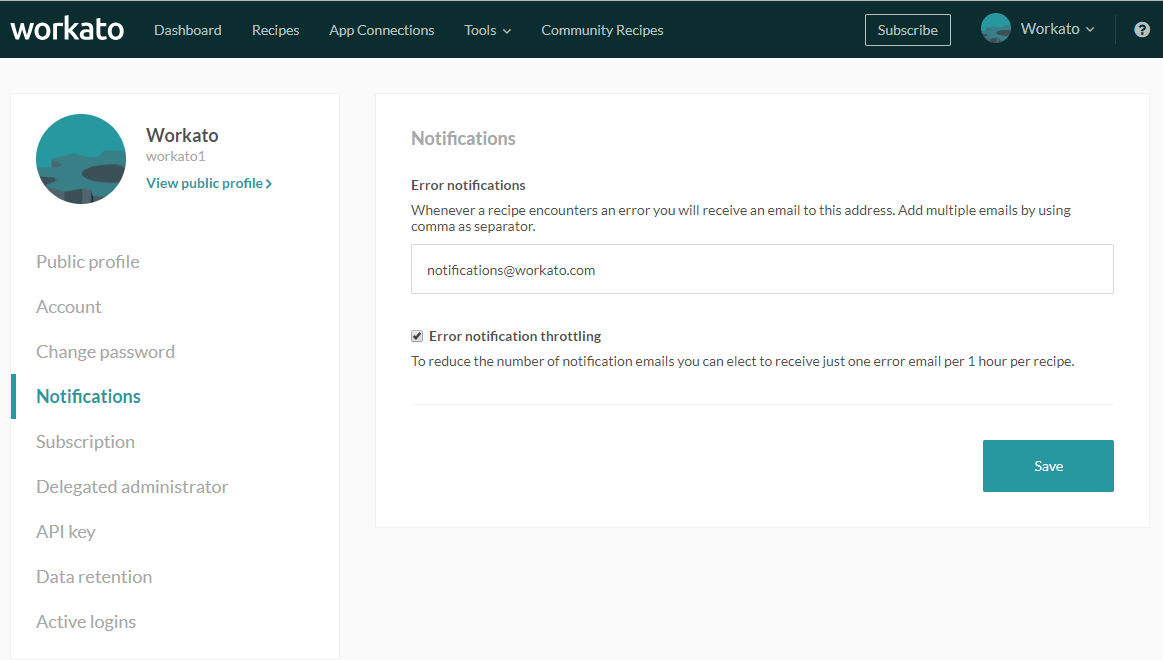 workato Dashboard Recipes App Connections Tools Community Recipes Subscribe Workato ?
Workato
workato1
View public profile
Public profile
Account
Change password
Notifications
Subscription
Delegated administrator
API key
Data retention
Active logins
Notifications
Error notifications
Whenever a recipe encounters an error you will receive an email to this address. Add multiple emails by using
comma as separator.
notifications@workato.com
Error notification throttling
To reduce the number of notification emails you can elect to receive just one error email per 1 hour per recipe.
Save